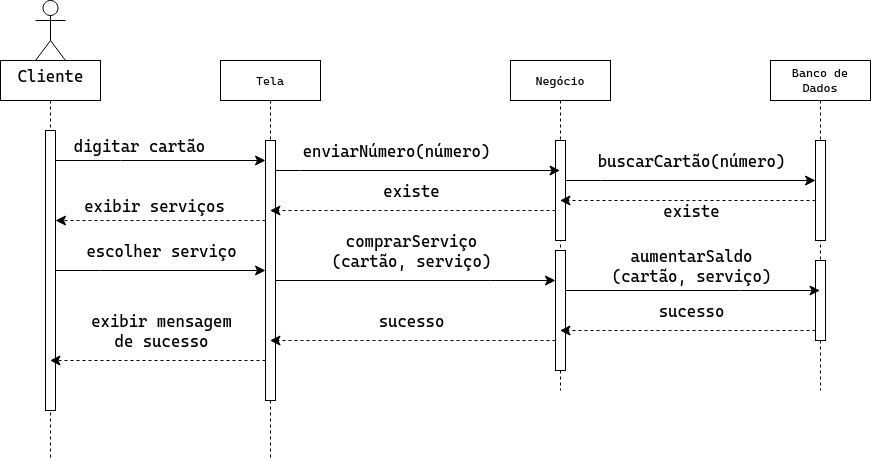 Cliente
Tela
Negócio
Banco de
Dados
digitar cartão
enviarNúmero(número)
buscarCartão(número)
existe
existe
exibir serviços
escolher serviço
comprarServiço
(cartão, serviço)
aumentarSaldo
(cartão, serviço)
sucesso
sucesso
exibir mensagem
de sucesso